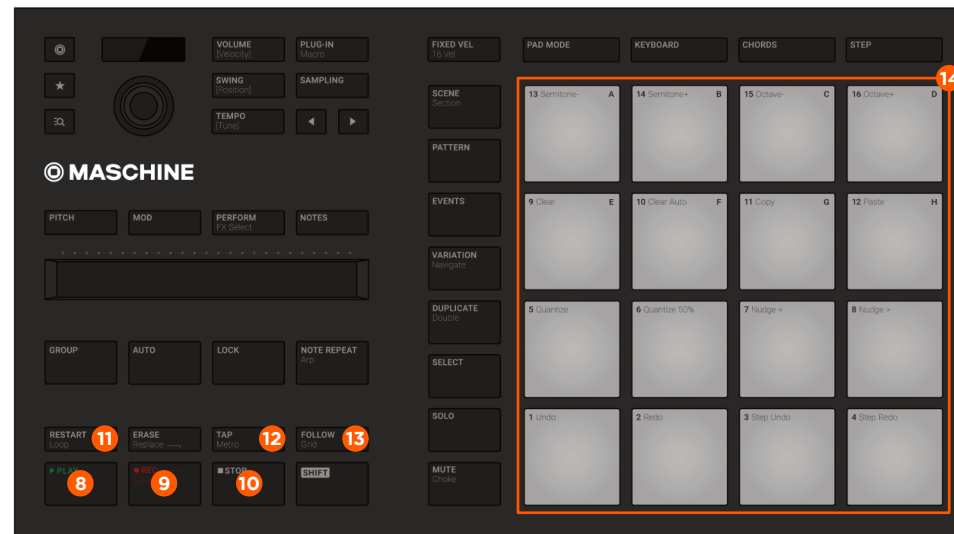 VOLUME
[Velocity]
PLUG-IN
Macro
SWING
[Position]
SAMPLING
TEMPO
[Tune]
MASCHINE
PITCH
MOD
PERFORM
FX Select
NOTES
GROUP
AUTO
LOCK
NOTE REPEAT
Arp
RESTART
Loop
11
ERASE
Replace
TAP
Metro
12
FOLLOW
Grid
13
PLAY
8
REC
9
STOP
10
SHIFT
FIXED VEL
16 Vel
SCENE
Section
PATTERN
EVENTS
VARIATION
Navigate
DUPLICATE
Double
SELECT
SOLO
MUTE
Choke
PAD MODE
KEYBOARD
CHORDS
STEP
14
13 Semitone- A
14 Semitone+ B
15 Octave- C
16 Octave+ D
9 Clear E
10 Clear Auto F
11 Copy G
12 Paste H
5 Quantize
6 Quantize 50%
7 Nudge <
8 Nudge >
1 Undo
2 Redo
3 Step Undo
4 Step Redo